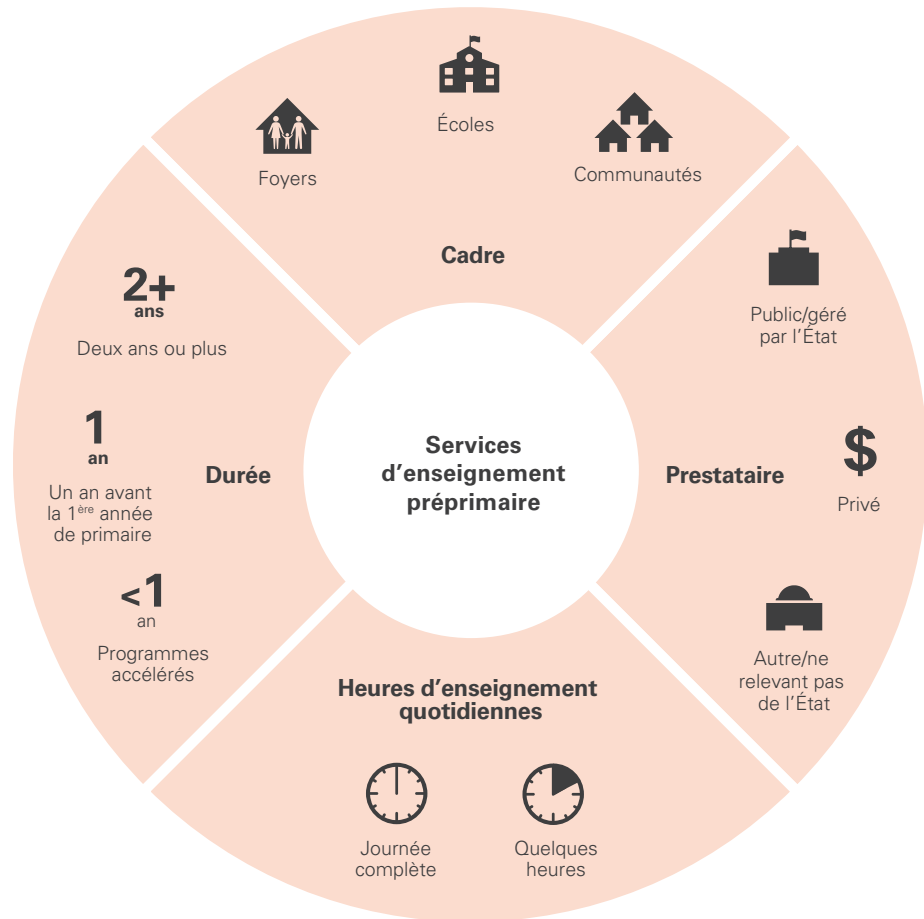 Foyers
Écoles
Communautés
Cadre
2+
ans
Deux ans ou plus
1
an
Un an avant
la 1ère année
de primaire
<1
an
Programmes
accélérés
Durée
Services
d’enseignement
préprimaire
Prestataire
Public/géré
par l’État
$
Privé
Autre/ne
relevant pas
de l’État
Heures d’enseignement
quotidiennes
Journée
complète
Quelques
heures